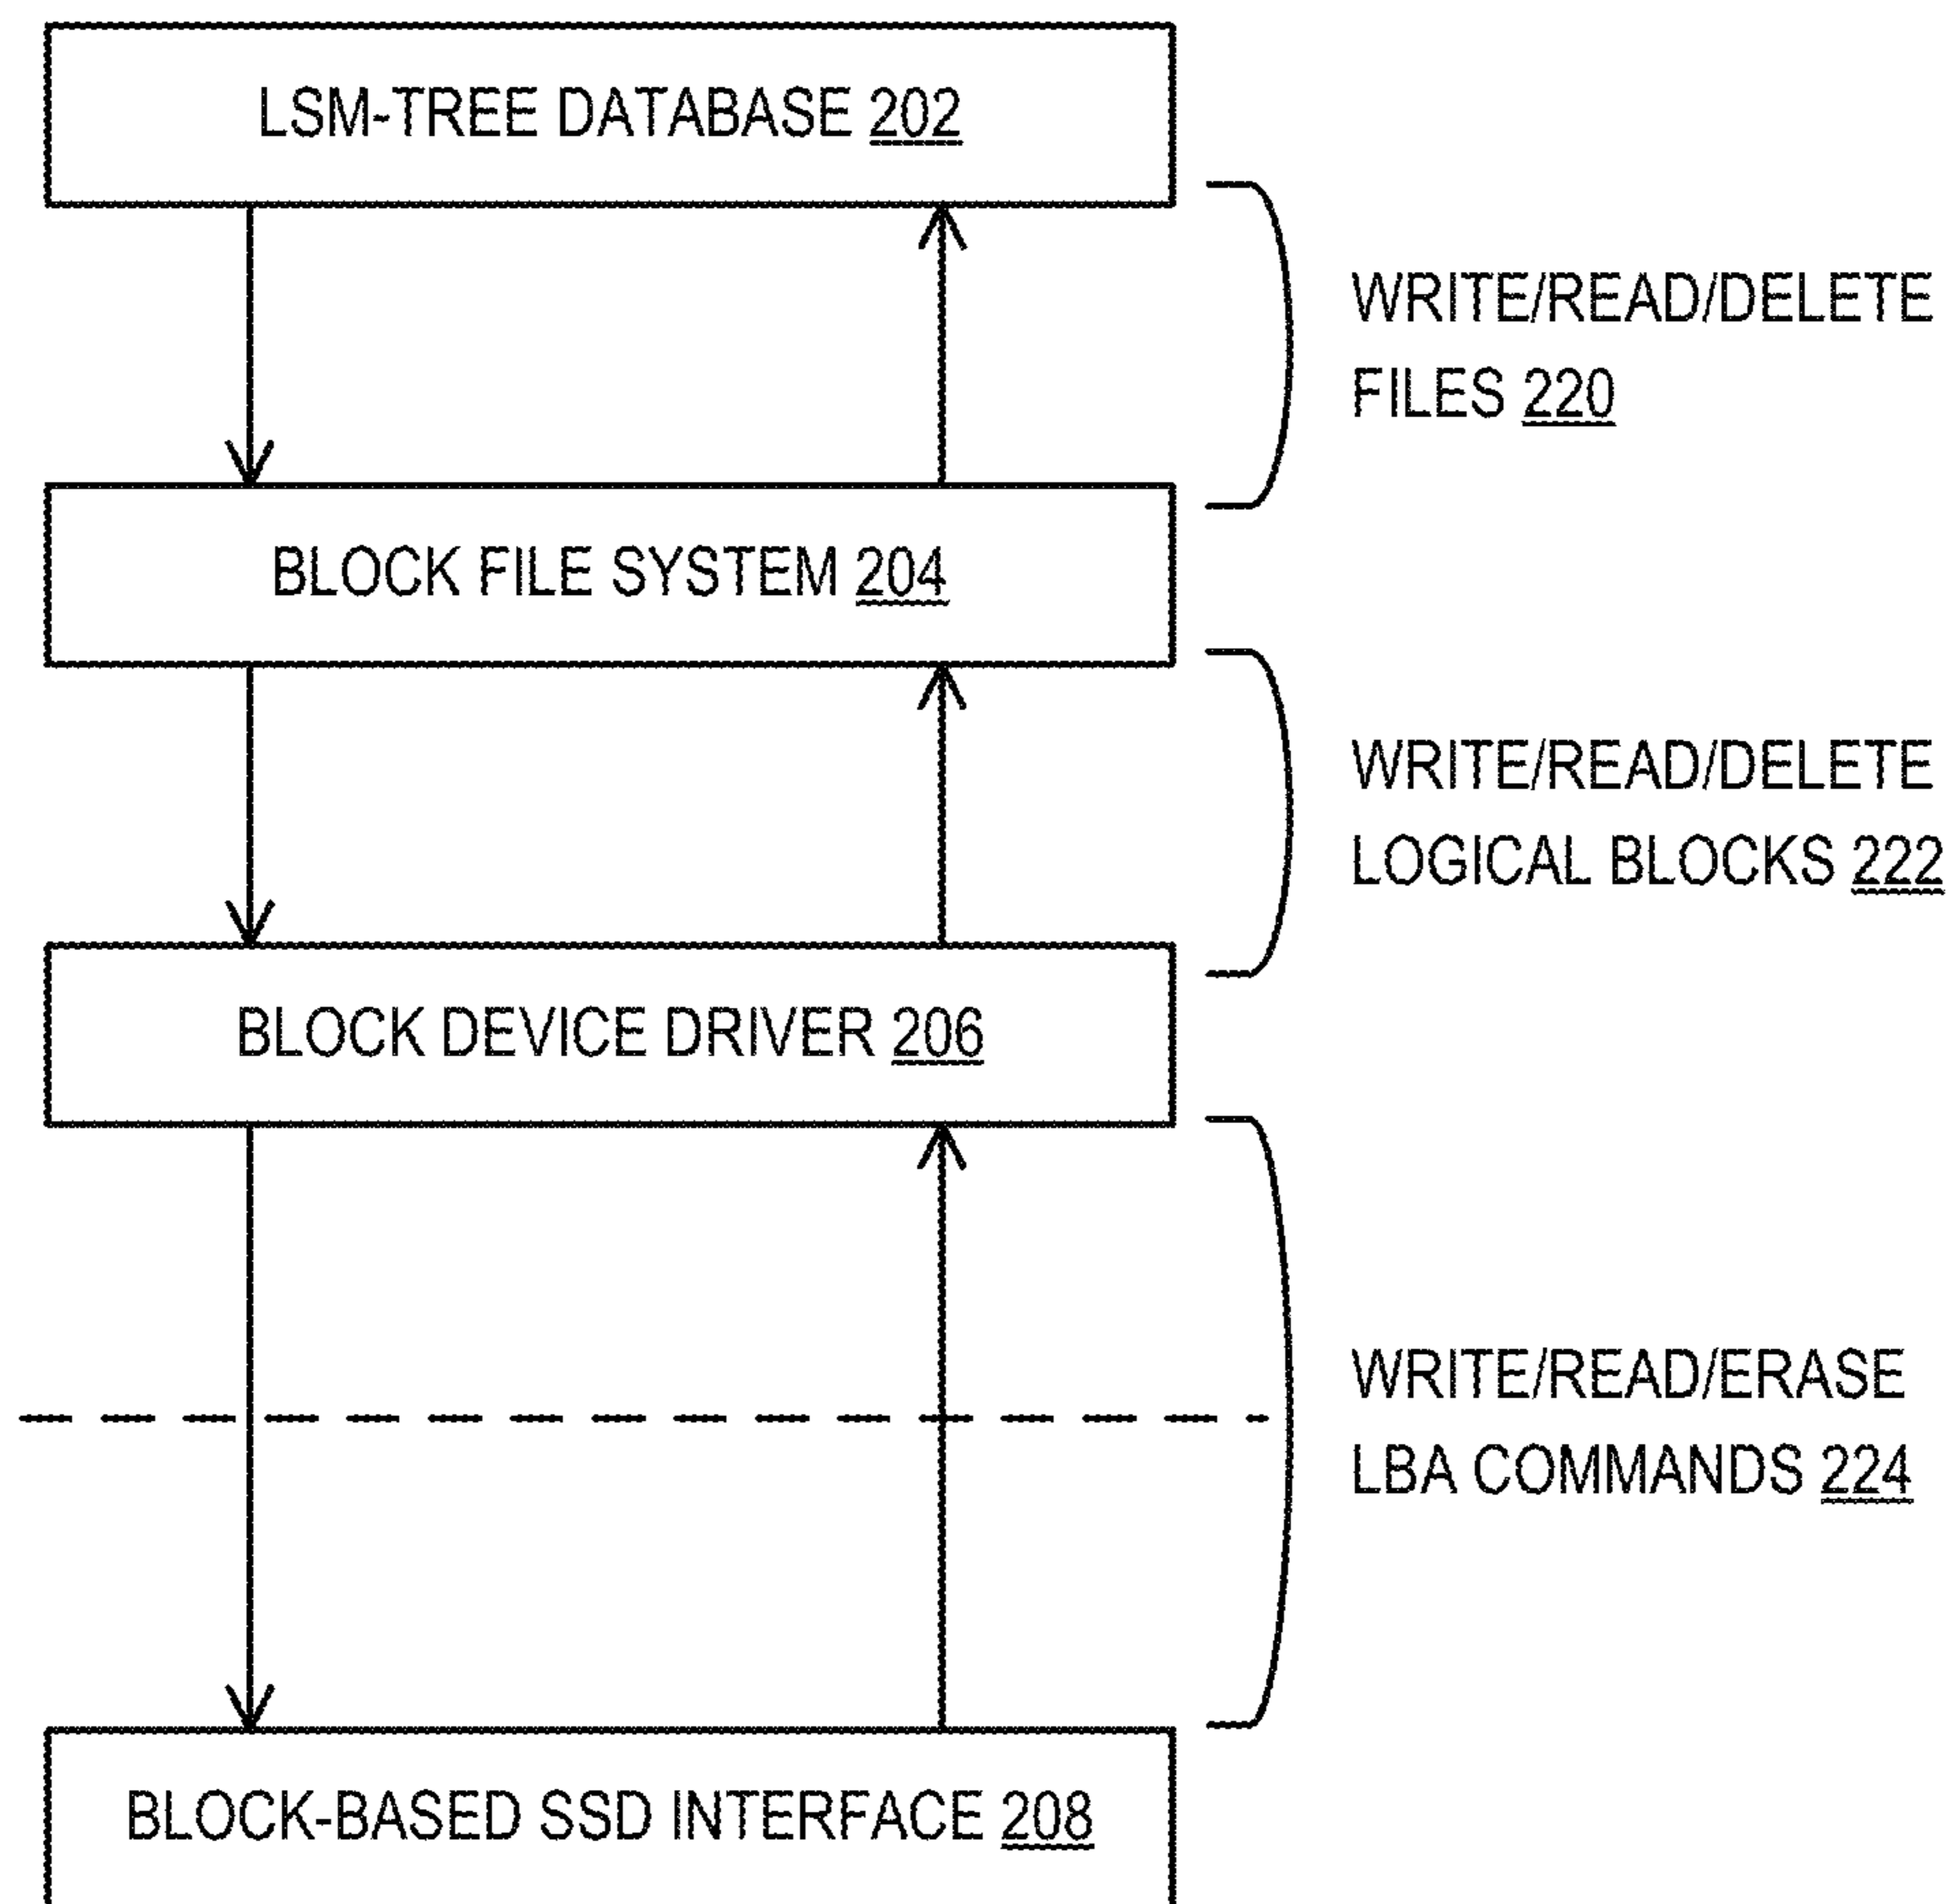 LSM-TREE DATABASE 202
WRITE/READ/DELETE
FILES 220
BLOCK FILE SYSTEM 204
WRITE/READ/DELETE
LOGICAL BLOCKS 222
BLOCK DEVICE DRIVER 206
WRITE/READ/ERASE
LBA COMMANDS 224
BLOCK-BASED SSD INTERFACE 208